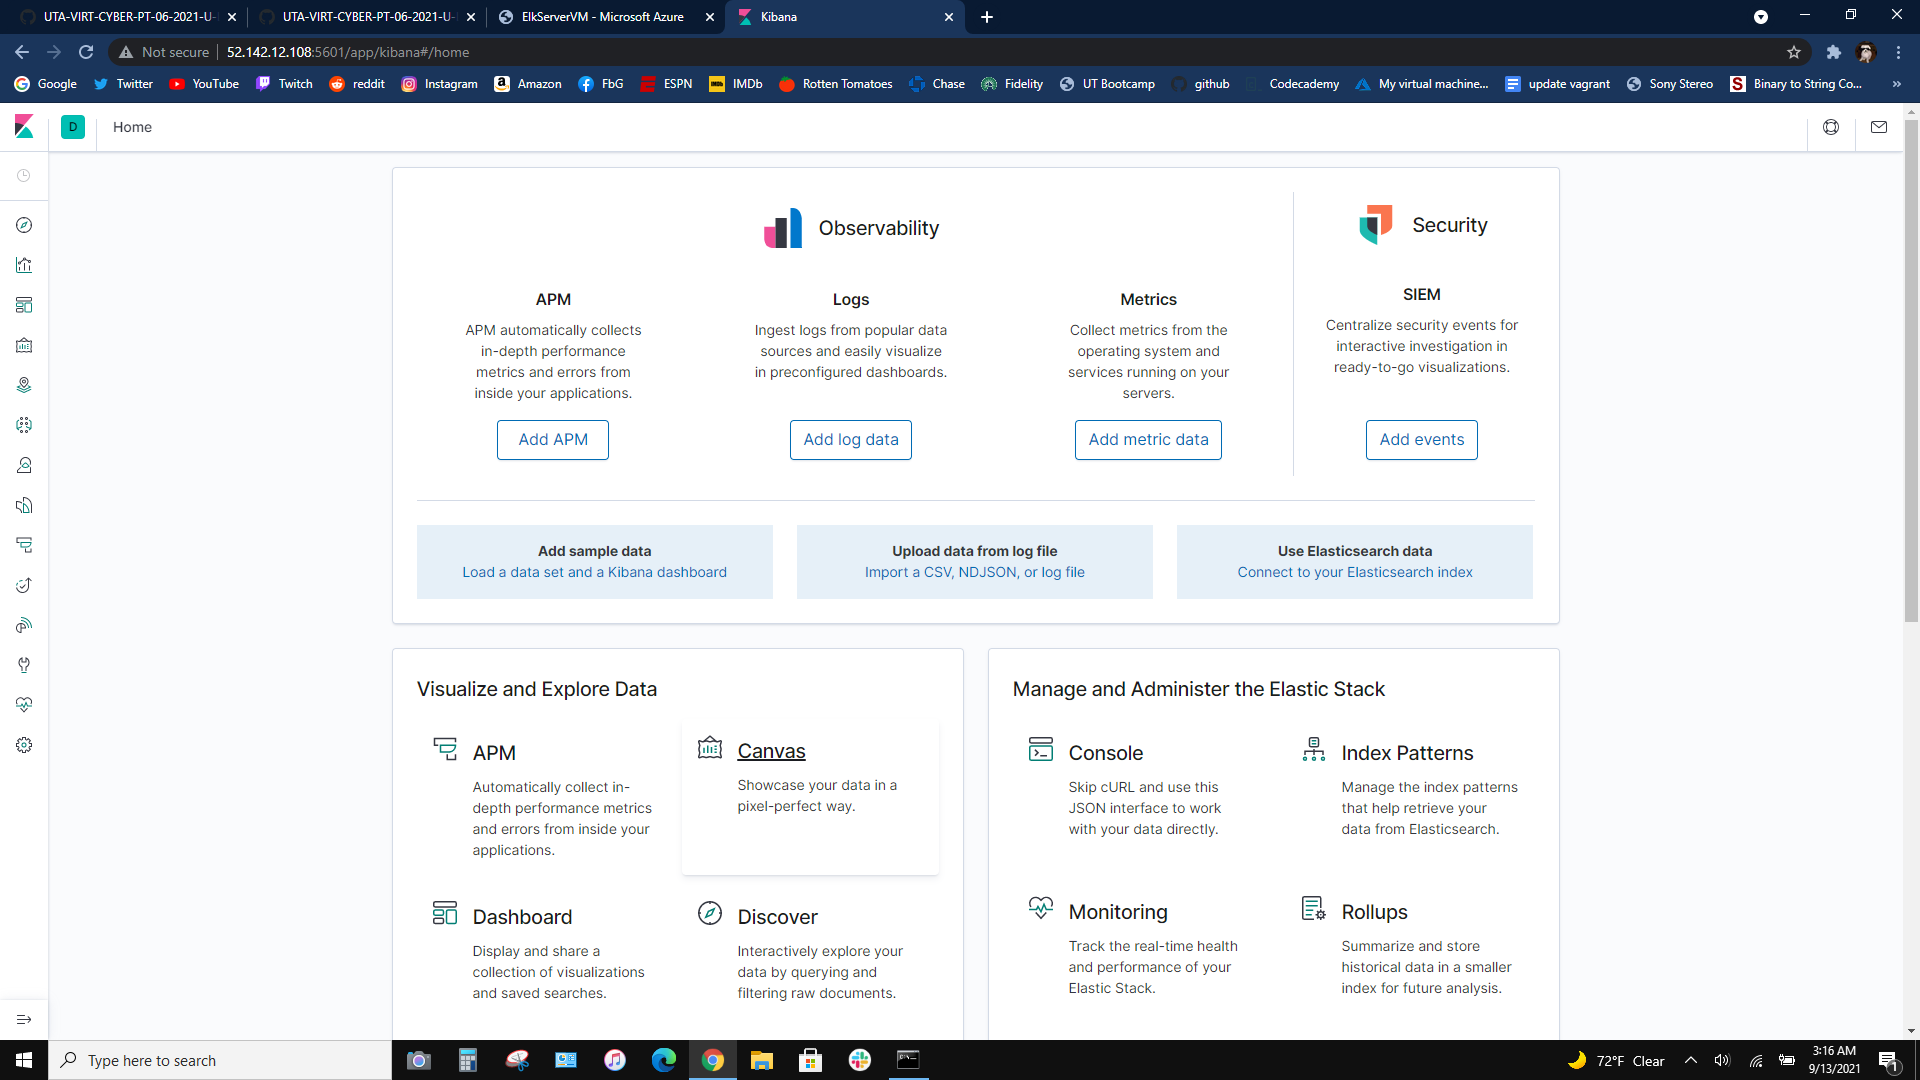 UTA-VIRT-CYBER-PT-06-2021-U-
UTA-VIRT-CYBER-PT-06-2021-U-
ElkServerVM - Microsoft Azure
Kibana
Not secure
52.142.12.108:5601/app/kibana#/home
Google
Twitter
YouTube
Twitch
reddit
Instagram
Amazon
FbG
ESPN
IMDb
Rotten Tomatoes
Chase
Fidelity
UT Bootcamp
github
Codecademy
My virtual machine...
update vagrant
Sony Stereo
Binary to String Co...
»
D
Home
Observability
Security
APM
APM automatically collects
in-depth performance
metrics and errors from
inside your applications.
Add APM
Logs
Ingest logs from popular data
sources and easily visualize
in preconfigured dashboards.
Add log data
Metrics
Collect metrics from the
operating system and
services running on your
servers.
Add metric data
SIEM
Centralize security events for
interactive investigation in
ready-to-go visualizations.
Add events
Add sample data
Load a data set and a Kibana dashboard
Upload data from log file
Import a CSV, NDJSON, or log file
Use Elasticsearch data
Connect to your Elasticsearch index
Visualize and Explore Data
APM
Automatically collect in-
depth performance metrics
and errors from inside your
applications.
Canvas
Showcase your data in a
pixel-perfect way.
Dashboard
Display and share a
collection of visualizations
and saved searches.
Discover
Interactively explore your
data by querying and
filtering raw documents.
Manage and Administer the Elastic Stack
Console
Skip cURL and use this
JSON interface to work
with your data directly.
Index Patterns
Manage the index patterns
that help retrieve your
data from Elasticsearch.
Monitoring
Track the real-time health
and performance of your
Elastic Stack.
Rollups
Summarize and store
historical data in a smaller
index for future analysis.
Type here to search
72°F Clear
3:16 AM
9/13/2021
1